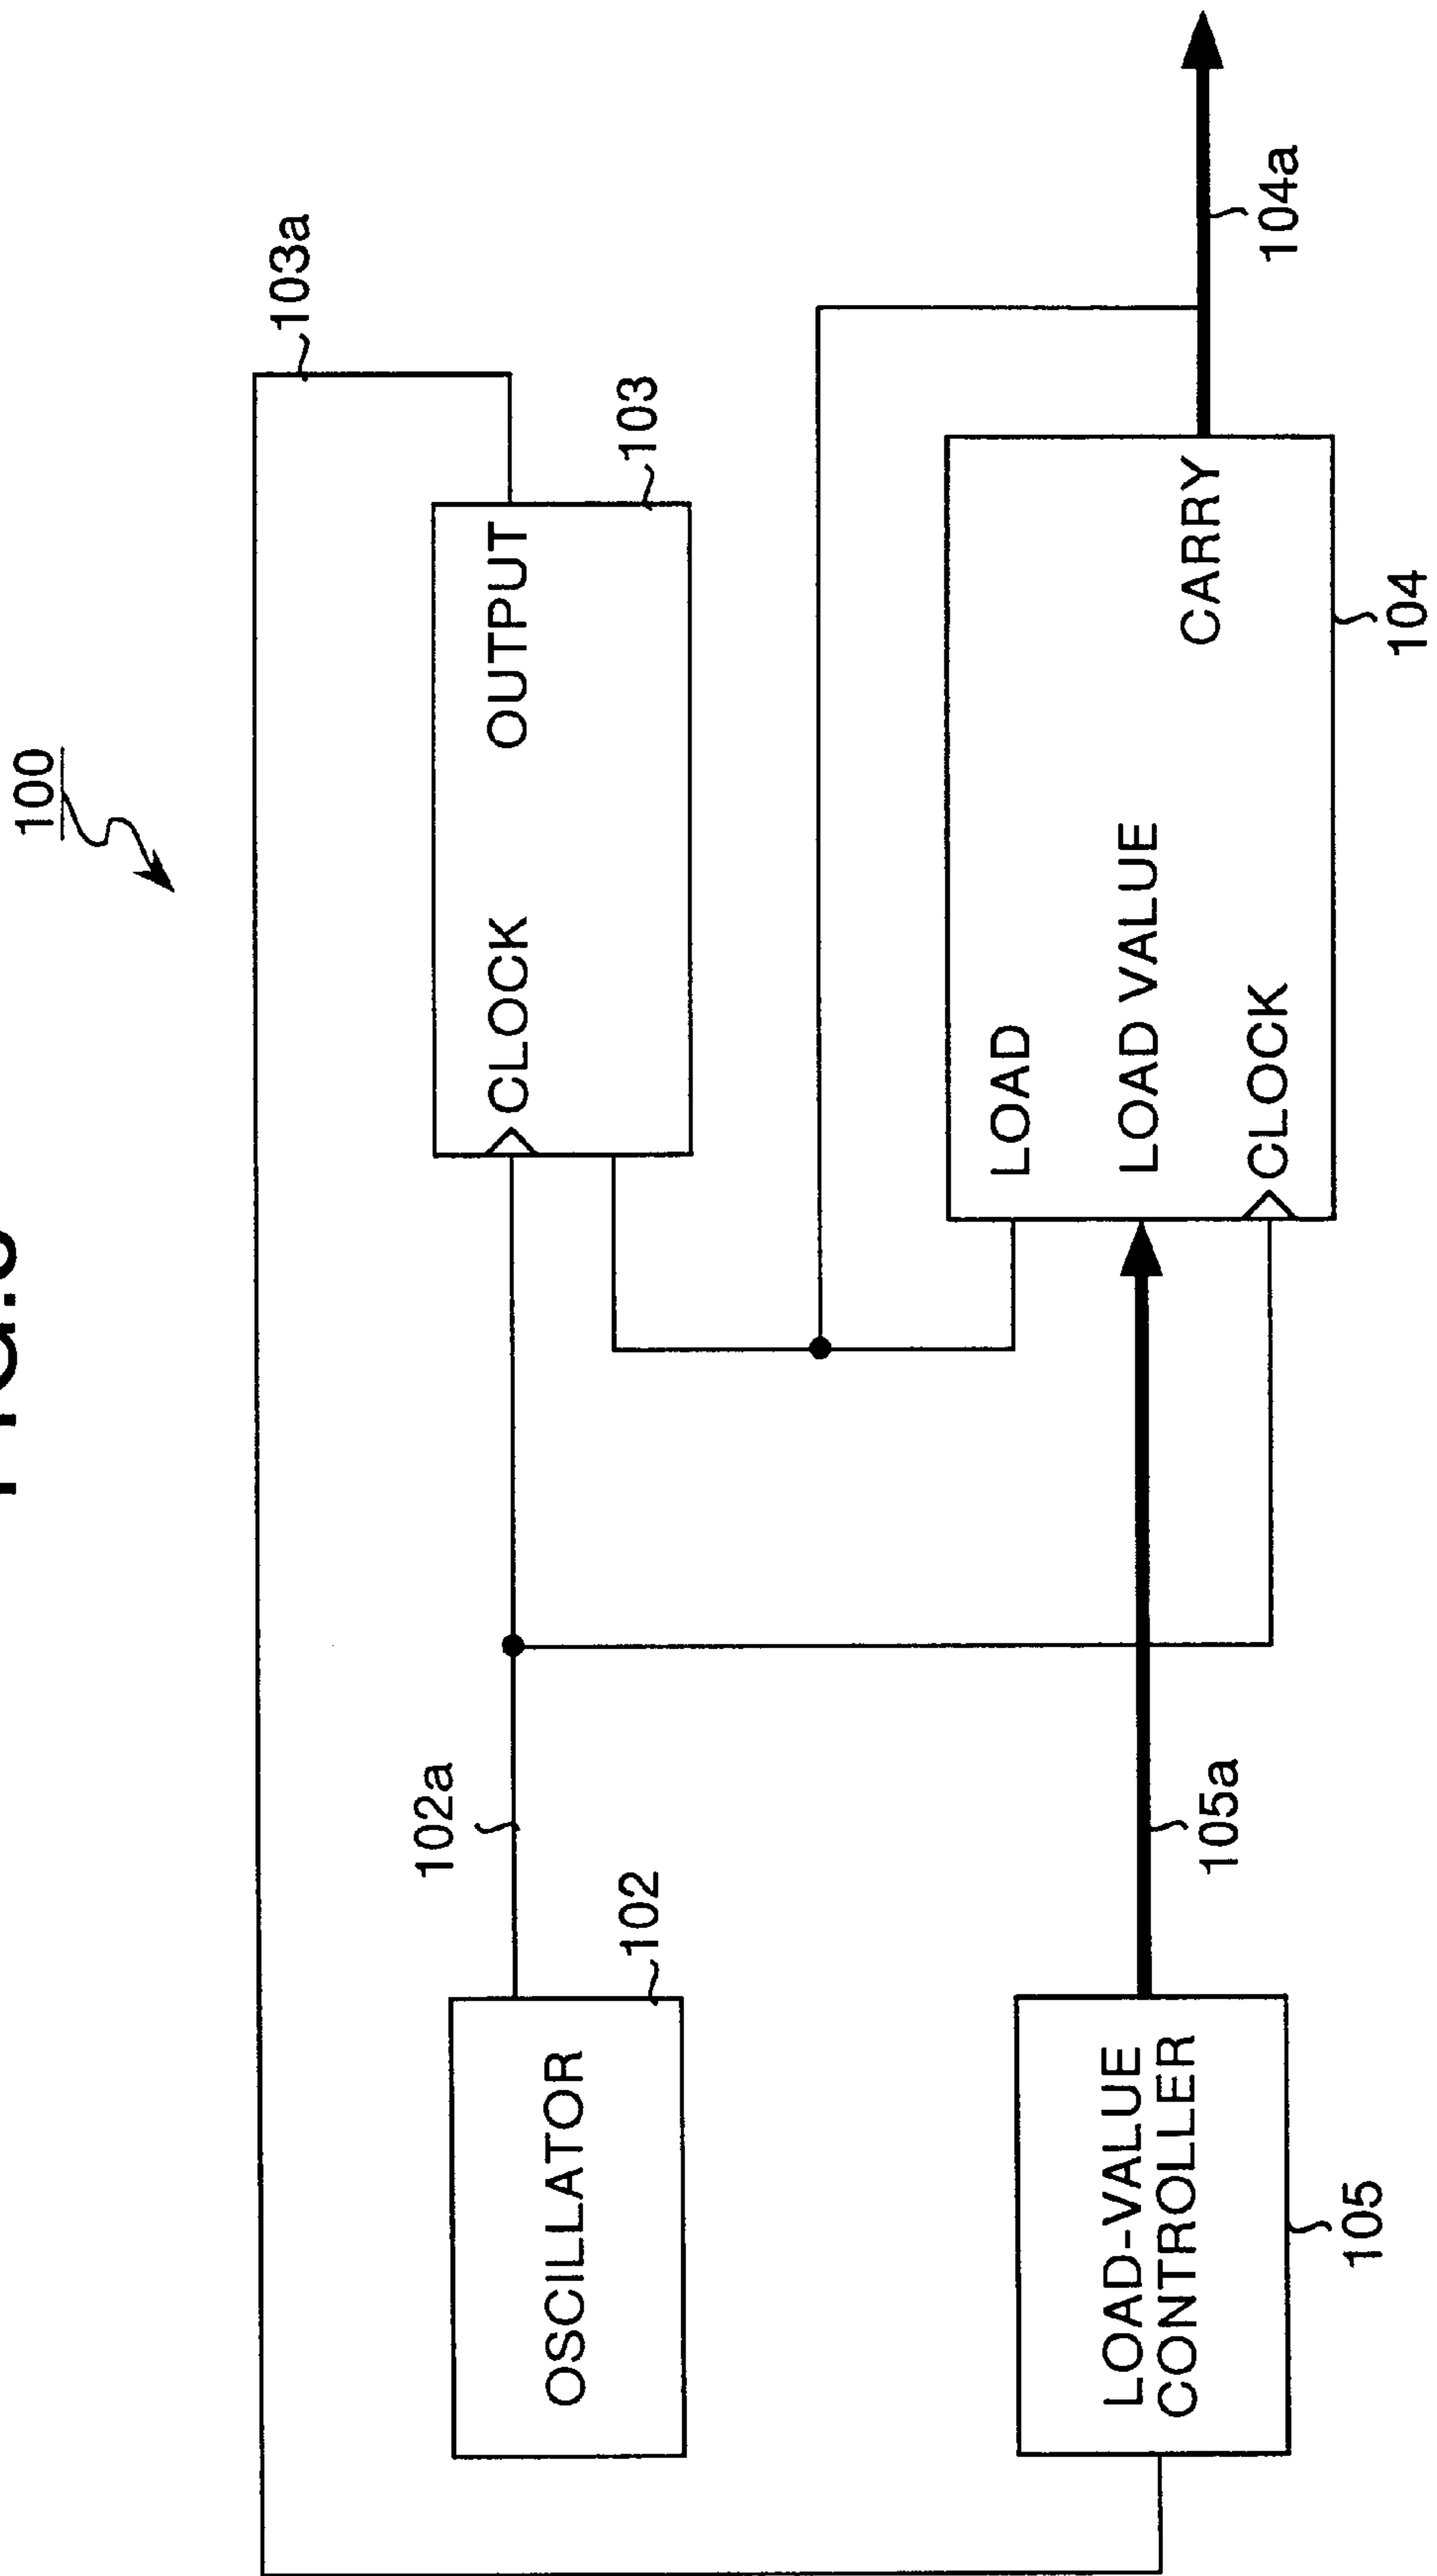 100
103a
102a
CLOCK
OUTPUT
103
OSCILLATOR
102
LOAD
LOAD VALUE
CARRY
CLOCK
104a
105a
104
LOAD-VALUE
CONTROLLER
105